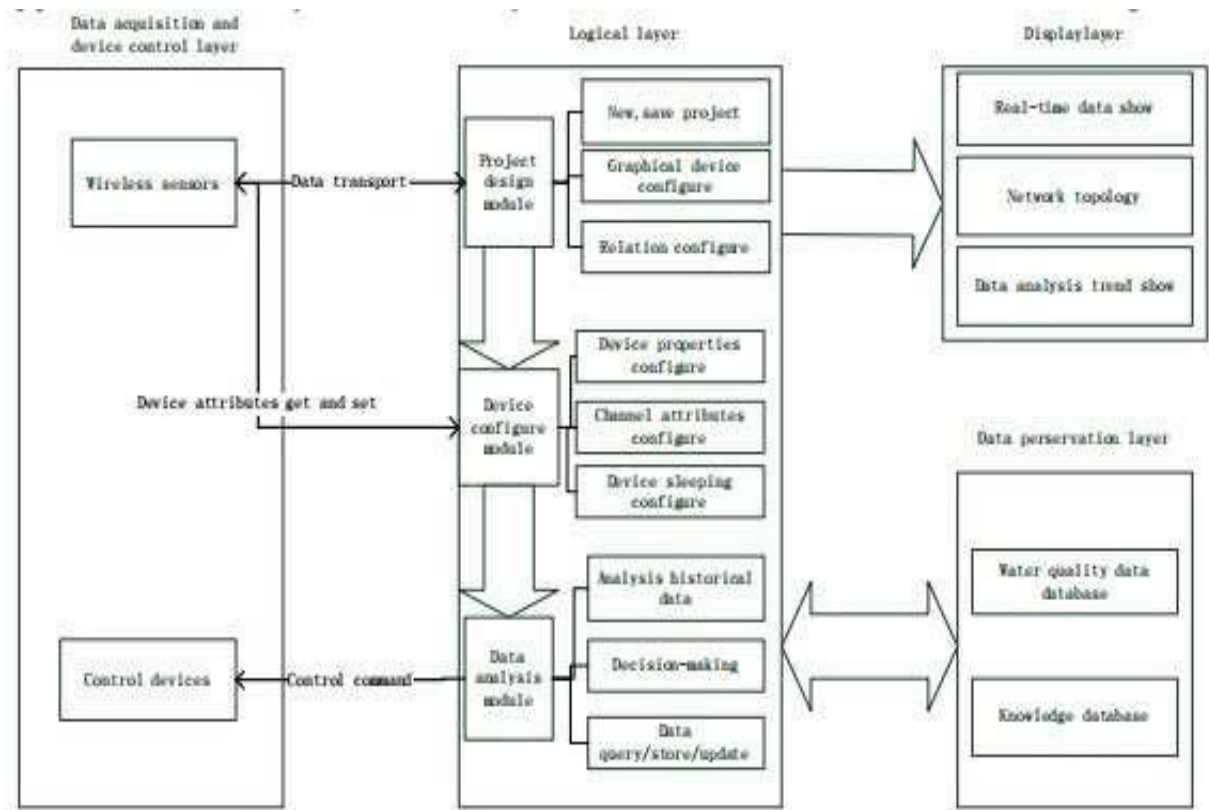 Data acquisition and
device control layer
Wireless sensors
Data transport
Device attributes get and set
Control devices
Control command
Logical layer
Project
design
module
New,save project
Graphical device
configure
Relation configure
Device
configure
module
Device properties
configure
Channel attributes
configure
Device sleeping
configure
Data
analysis
module
Analysis historical
data
Decision-making
Data
query/store/update
Displaylayer
Real-time data show
Network topology
Data analysis trend show
Data perservation layer
Water quality data
database
Knowledge database